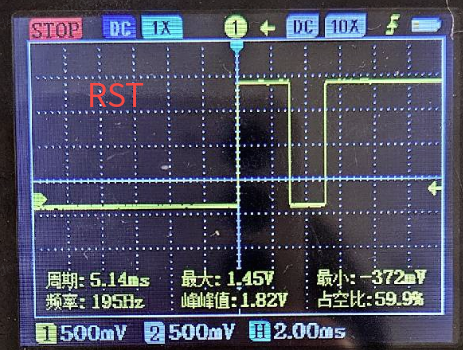 STOP DC 1X 1 DC 10X
RST
周期: 5.14ms 最大: 1.45V 最小: -372mV
频率: 195Hz 峰峰值: 1.82V 占空比: 59.9%
1 500mV 2 500mV H 2.00ms